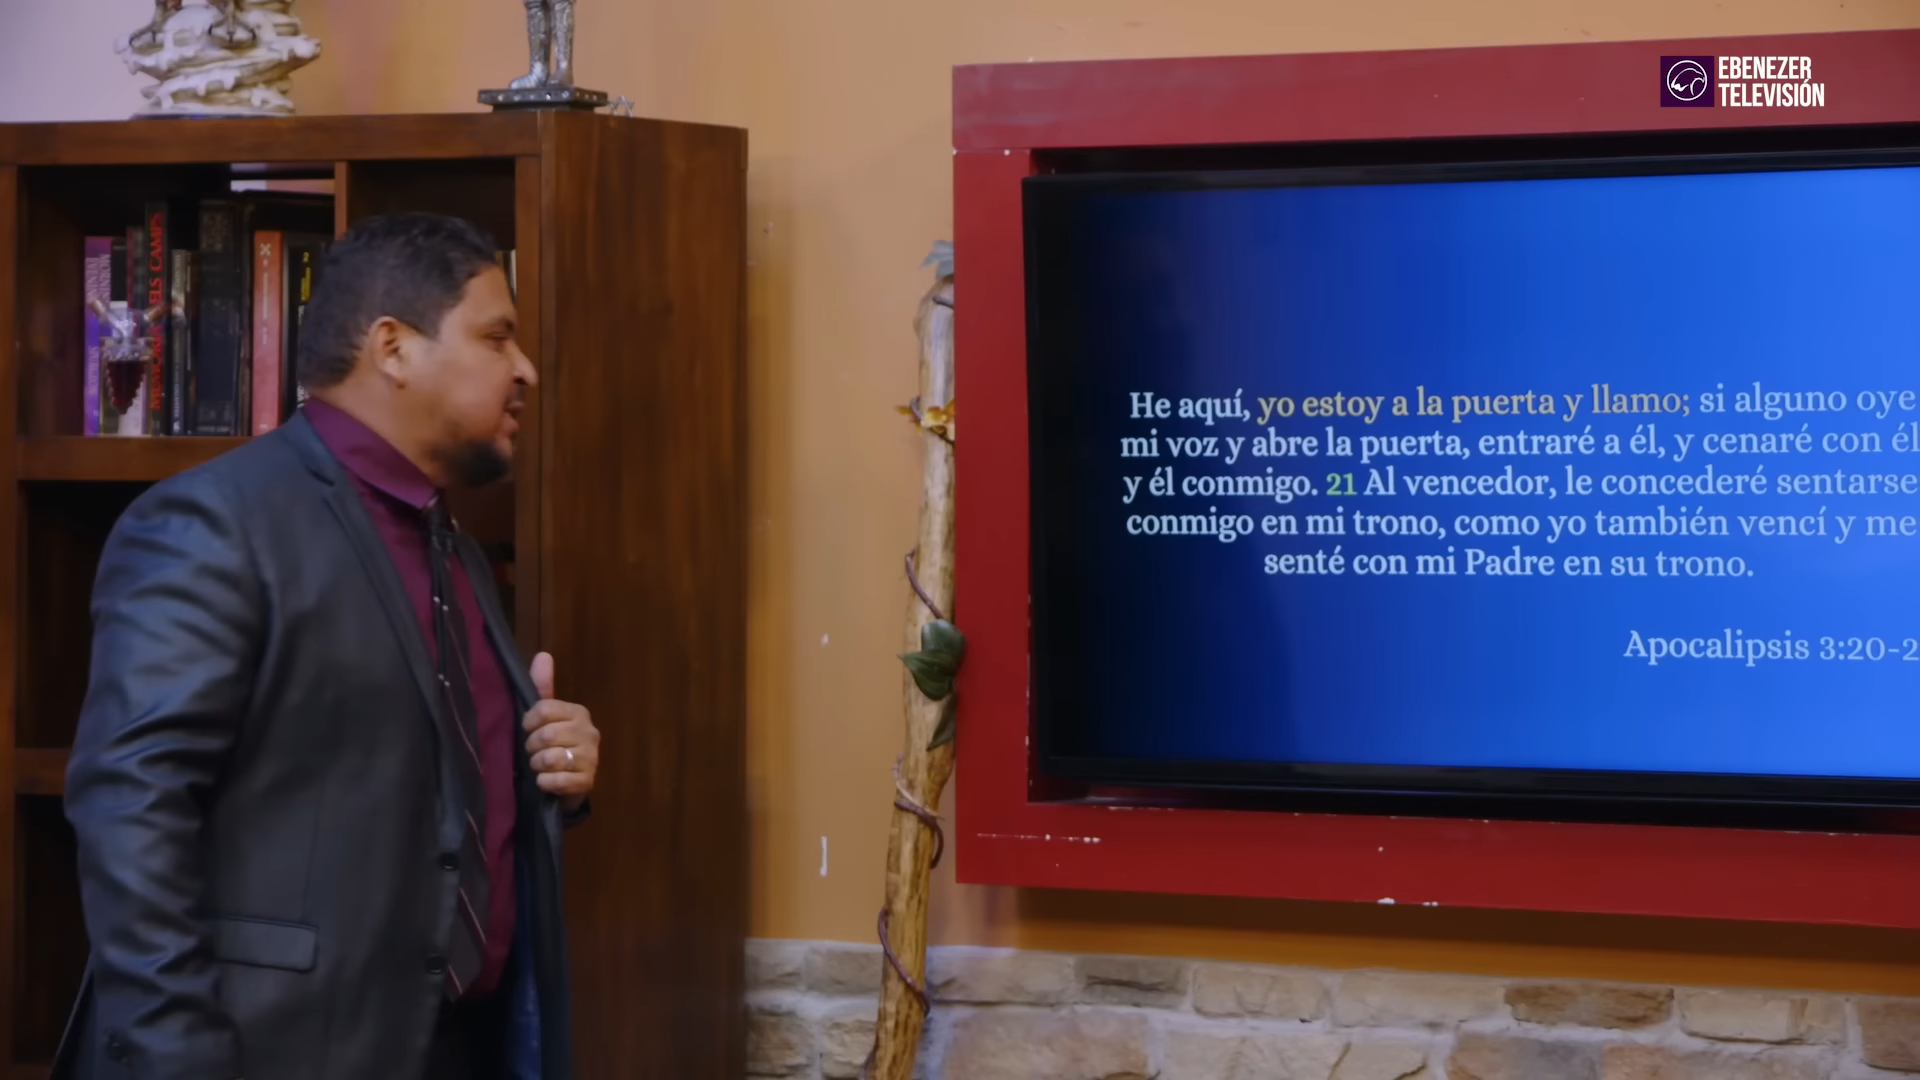 EBENEZER
TELEVISIÓN
He aquí, yo estoy a la puerta y llamo; si alguno oye
mi voz y abre la puerta, entraré a él, y cenaré con él
y él conmigo. 21 Al vencedor, le concederé sentarse
conmigo en mi trono, como yo también vencí y me
senté con mi Padre en su trono.
Apocalipsis 3:20-2